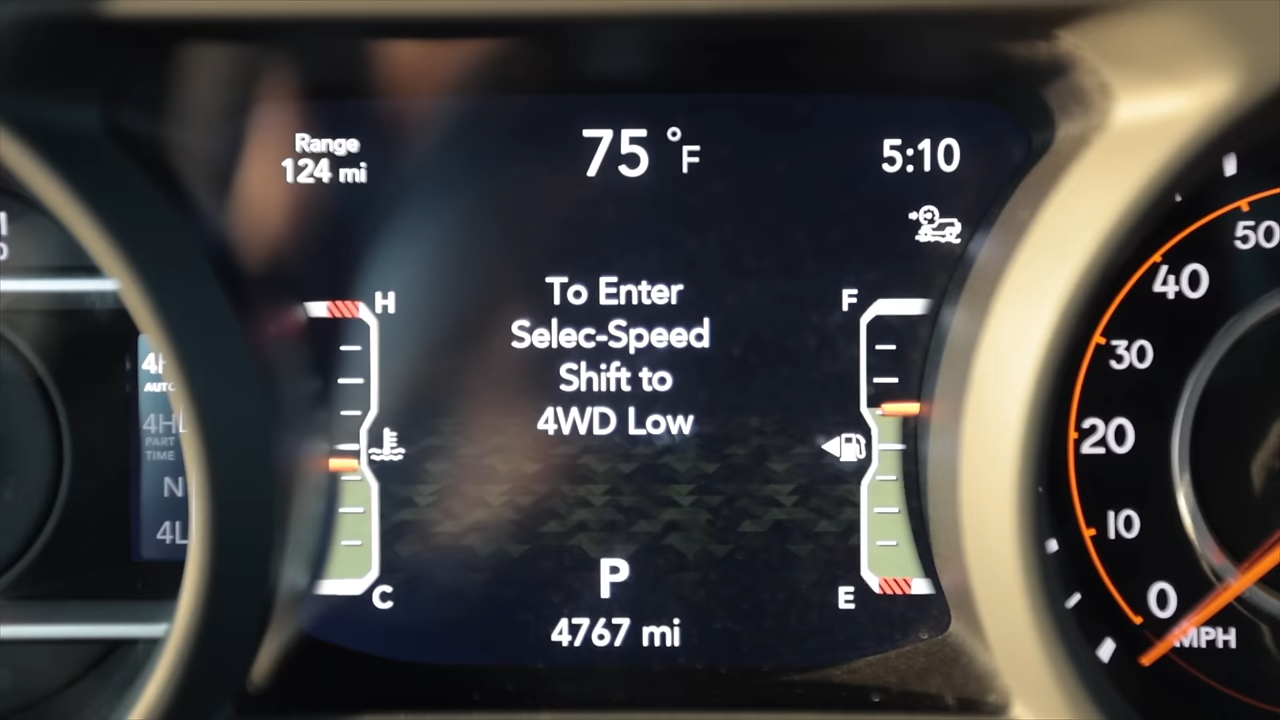 Range
124 mi
75 °F
5:10
To Enter
Selec-Speed
Shift to
4WD Low
H
C
F
E
P
4767 mi
AUTO
4H
PART
TIME
N
4L
50
40
30
20
10
0
MPH